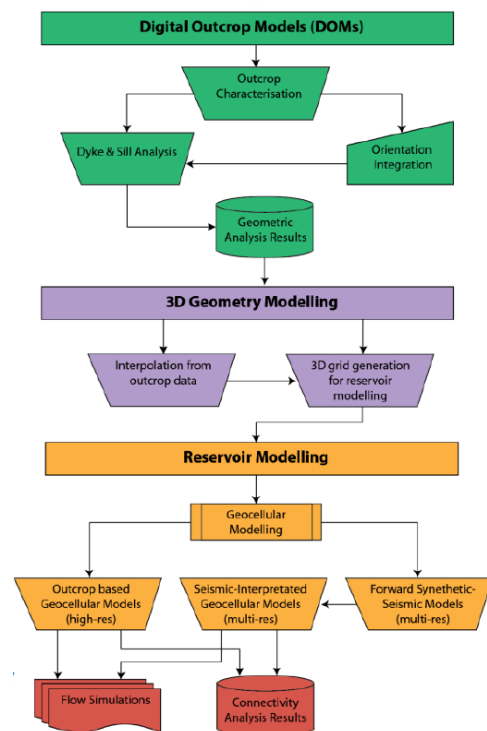 Digital Outcrop Models (DOMs)
Outcrop
Characterisation
Dyke & Sill Analysis
Orientation
Integration
Geometric
Analysis Results
3D Geometry Modelling
Interpolation from
outcrop data
3D grid generation
for reservoir
modelling
Reservoir Modelling
Geocellular
Modelling
Outcrop based
Geocellular Models
(high-res)
Seismic-Interpretated
Geocellular Models
(multi-res)
Forward Synethetic-
Seismic Models
(multi-res)
Flow Simulations
Connectivity
Analysis Results